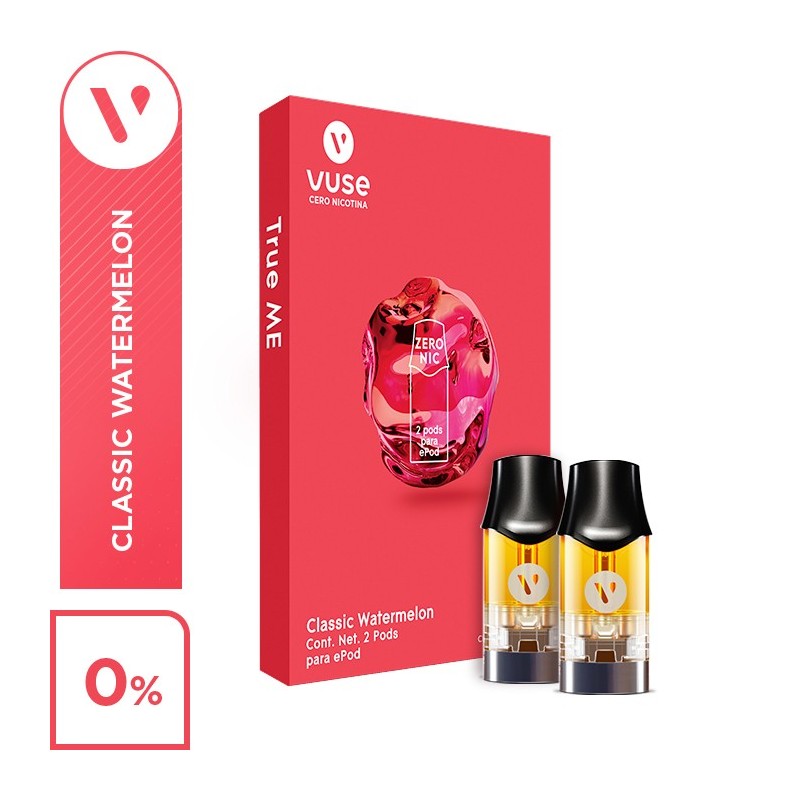 CLASSIC WATERMELON
0%
True ME
VUSE
CERO NICOTINA
ZERO
NIC
2 pods
para
ePod
Classic Watermelon
Cont. Net. 2 Pods
para ePod